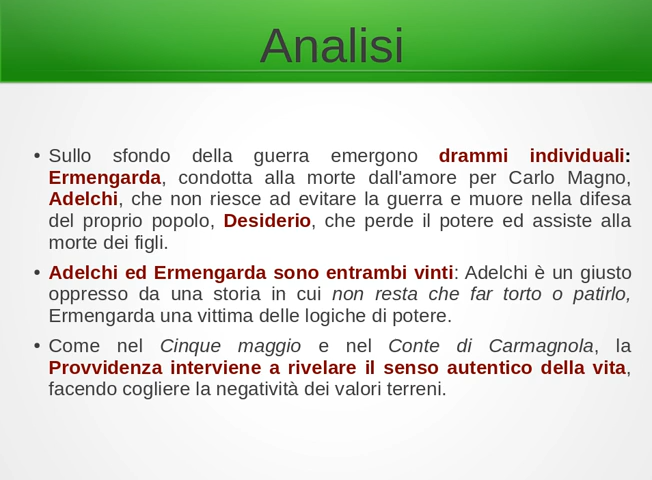 Analisi
• Sullo sfondo della guerra emergono drammi individuali:
Ermengarda, condotta alla morte dall'amore per Carlo Magno,
Adelchi, che non riesce ad evitare la guerra e muore nella difesa
del proprio popolo, Desiderio, che perde il potere ed assiste alla
morte dei figli.
• Adelchi ed Ermengarda sono entrambi vinti: Adelchi è un giusto
oppresso da una storia in cui non resta che far torto o patirlo,
Ermengarda una vittima delle logiche di potere.
• Come nel Cinque maggio e nel Conte di Carmagnola, la
Provvidenza interviene a rivelare il senso autentico della vita,
facendo cogliere la negatività dei valori terreni.